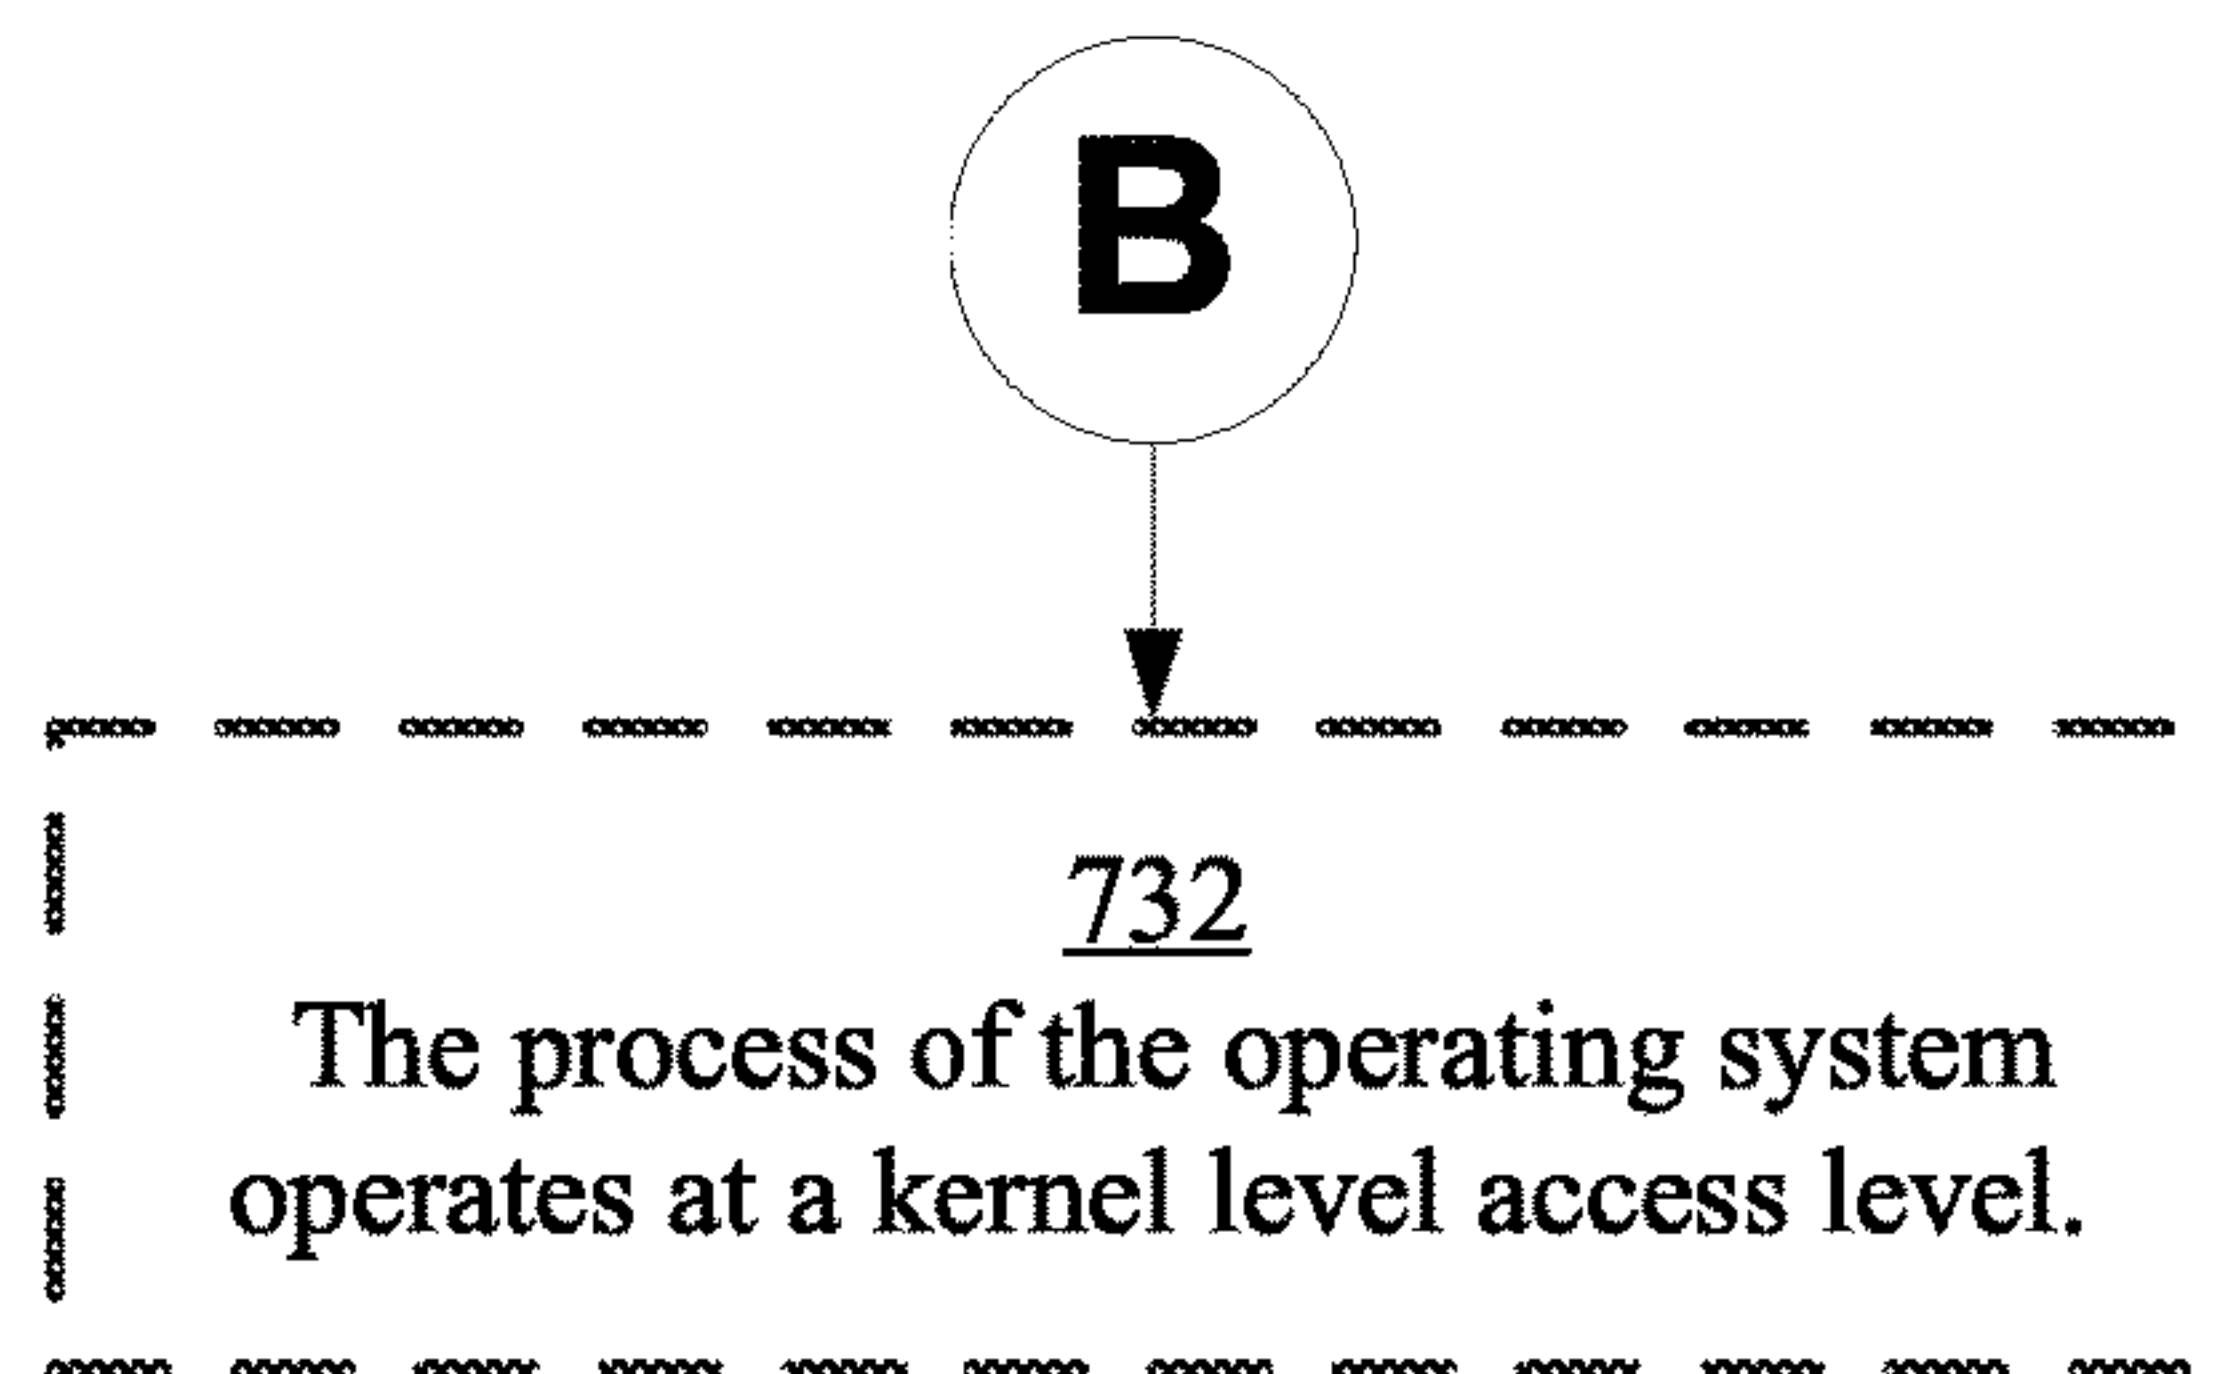 B
732
The process of the operating system
operates at a kernel level access level.